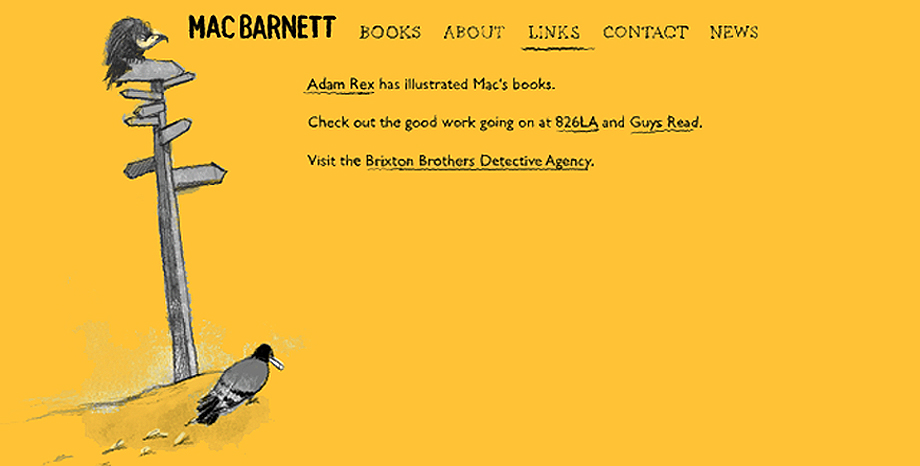 MAC BARNETT BOOKS ABOUT LINKS CONTACT NEWS
Adam Rex has illustrated Mac's books.
Check out the good work going on at 826LA and Guys Read.
Visit the Brixton Brothers Detective Agency.